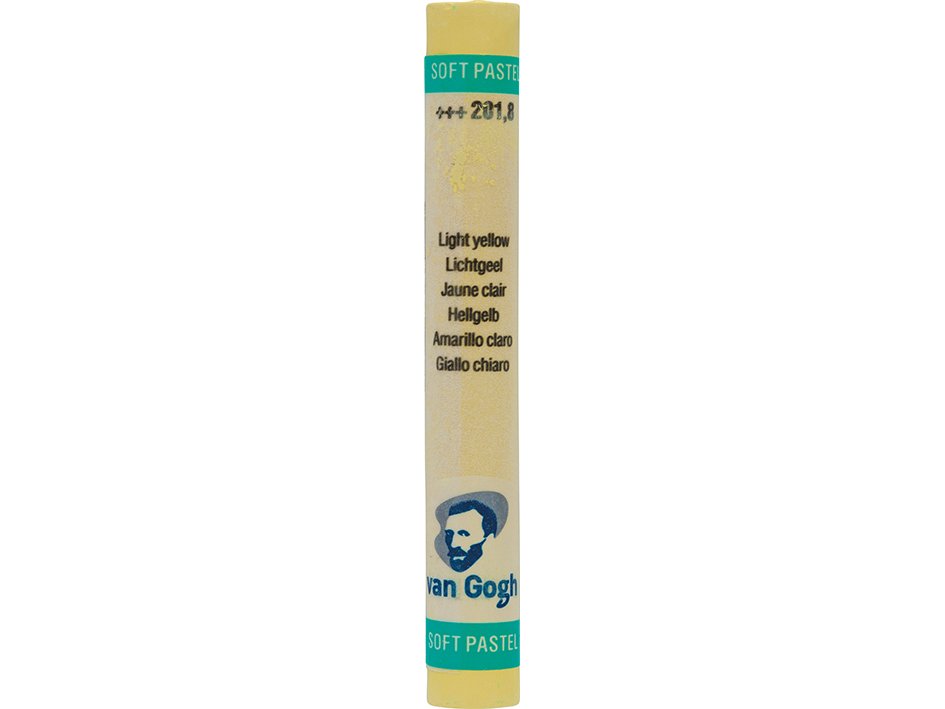 SOFT PASTEL
+++ 201,8
Light yellow
Lichtgeel
Jaune clair
Hellgelb
Amarillo claro
Giallo chiaro
van Gogh
SOFT PASTEL